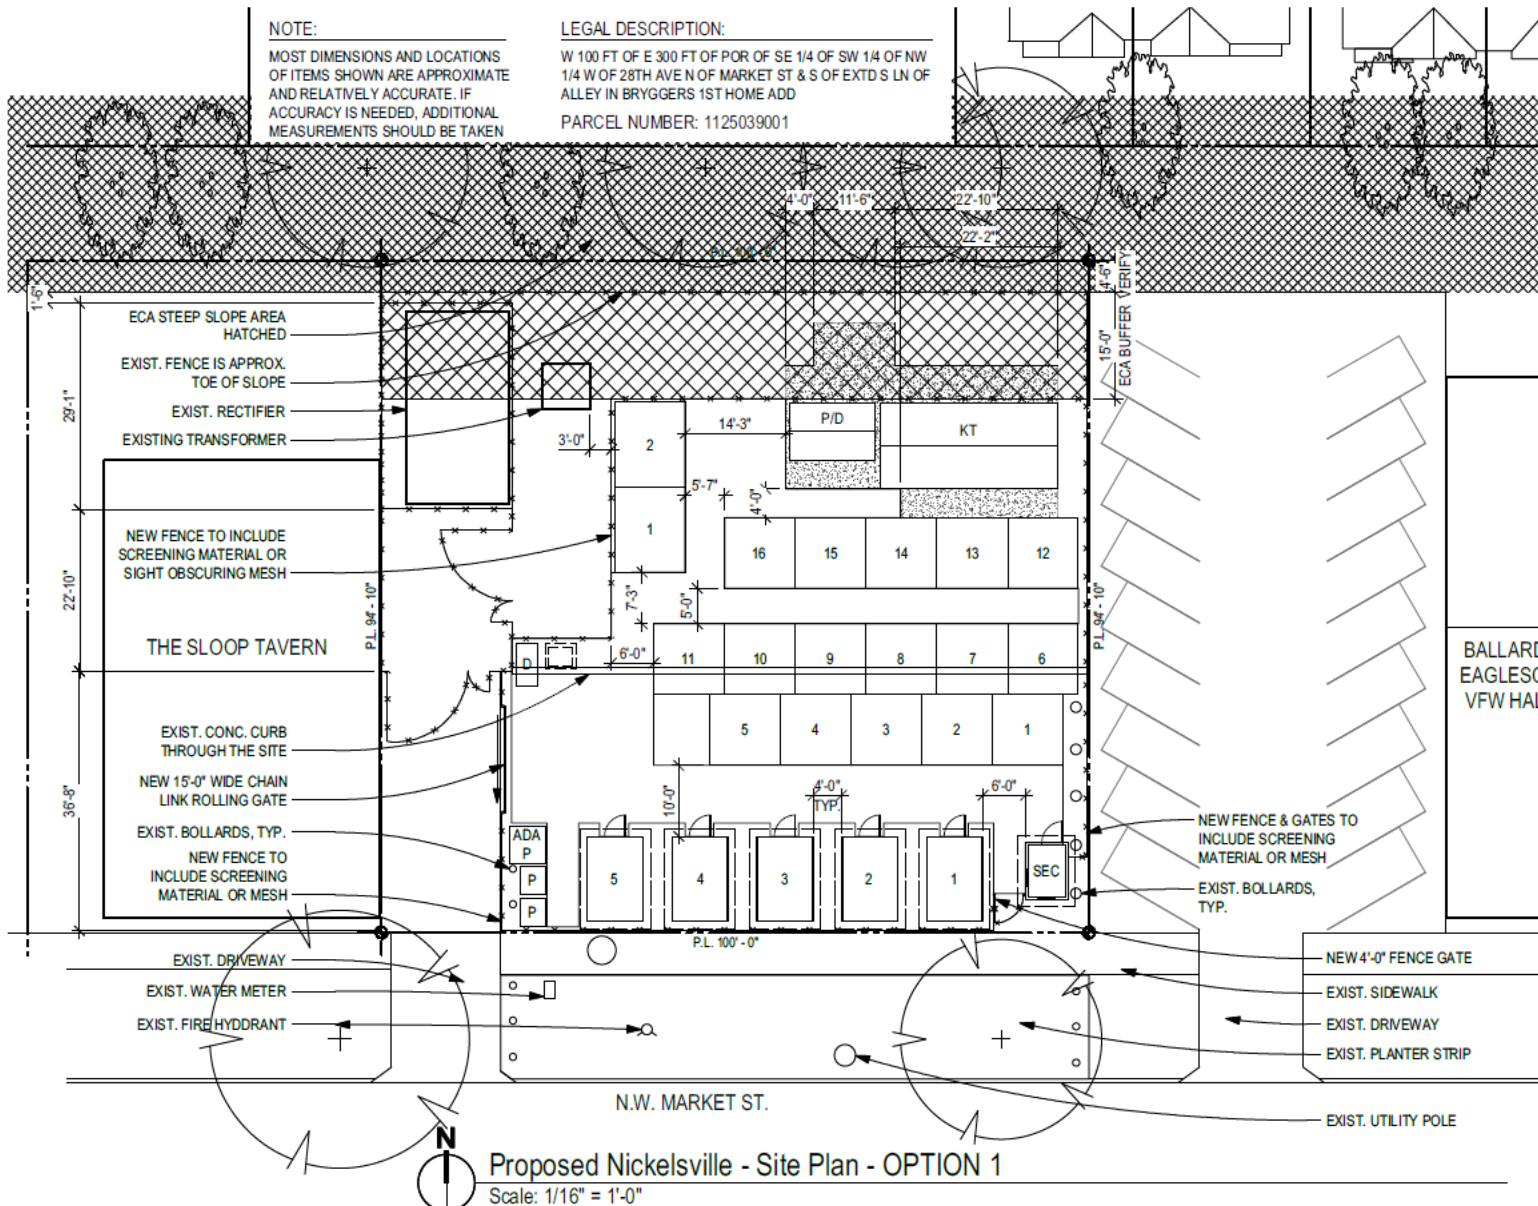 NOTE:
MOST DIMENSIONS AND LOCATIONS
OF ITEMS SHOWN ARE APPROXIMATE
AND RELATIVELY ACCURATE. IF
ACCURACY IS NEEDED, ADDITIONAL
MEASUREMENTS SHOULD BE TAKEN
LEGAL DESCRIPTION:
W 100 FT OF E 300 FT OF POR OF SE 1/4 OF SW 1/4 OF NW
1/4 W OF 28TH AVE N OF MARKET ST & S OF EXTD S LN OF
ALLEY IN BRYGGERS 1ST HOME ADD
PARCEL NUMBER: 1125039001
4'-0"
11'-6"
22'-10"
22'-2"
P.L. 100' - 0"
4'-6"
ECA BUFFER VERIFY
15'-0"
1'-6"
ECA STEEP SLOPE AREA
HATCHED
EXIST. FENCE IS APPROX.
TOE OF SLOPE
EXIST. RECTIFIER
EXISTING TRANSFORMER
29'-1"
3'-0"
2
14'-3"
P/D
KT
5'-7"
4'-0"
1
NEW FENCE TO INCLUDE
SCREENING MATERIAL OR
SIGHT OBSCURING MESH
16
15
14
13
12
22'-10"
P.L. 94' - 10"
7'-3"
5'-0"
P.L. 94' - 10"
THE SLOOP TAVERN
D
6'-0"
11
10
9
8
7
6
BALLARD
EAGLESC
VFW HAL
EXIST. CONC. CURB
THROUGH THE SITE
5
4
3
2
1
NEW 15'-0" WIDE CHAIN
LINK ROLLING GATE
36'-8"
10'-0"
4'-0"
TYP.
6'-0"
EXIST. BOLLARDS, TYP.
NEW FENCE TO
INCLUDE SCREENING
MATERIAL OR MESH
ADA
P
P
P
5
4
3
2
1
SEC
NEW FENCE & GATES TO
INCLUDE SCREENING
MATERIAL OR MESH
EXIST. BOLLARDS,
TYP.
P.L. 100' - 0"
EXIST. DRIVEWAY
EXIST. WATER METER
EXIST. FIRE HYDDRANT
NEW 4'-0" FENCE GATE
EXIST. SIDEWALK
EXIST. DRIVEWAY
EXIST. PLANTER STRIP
EXIST. UTILITY POLE
N.W. MARKET ST.
N
Proposed Nickelsville - Site Plan - OPTION 1
Scale: 1/16" = 1'-0"